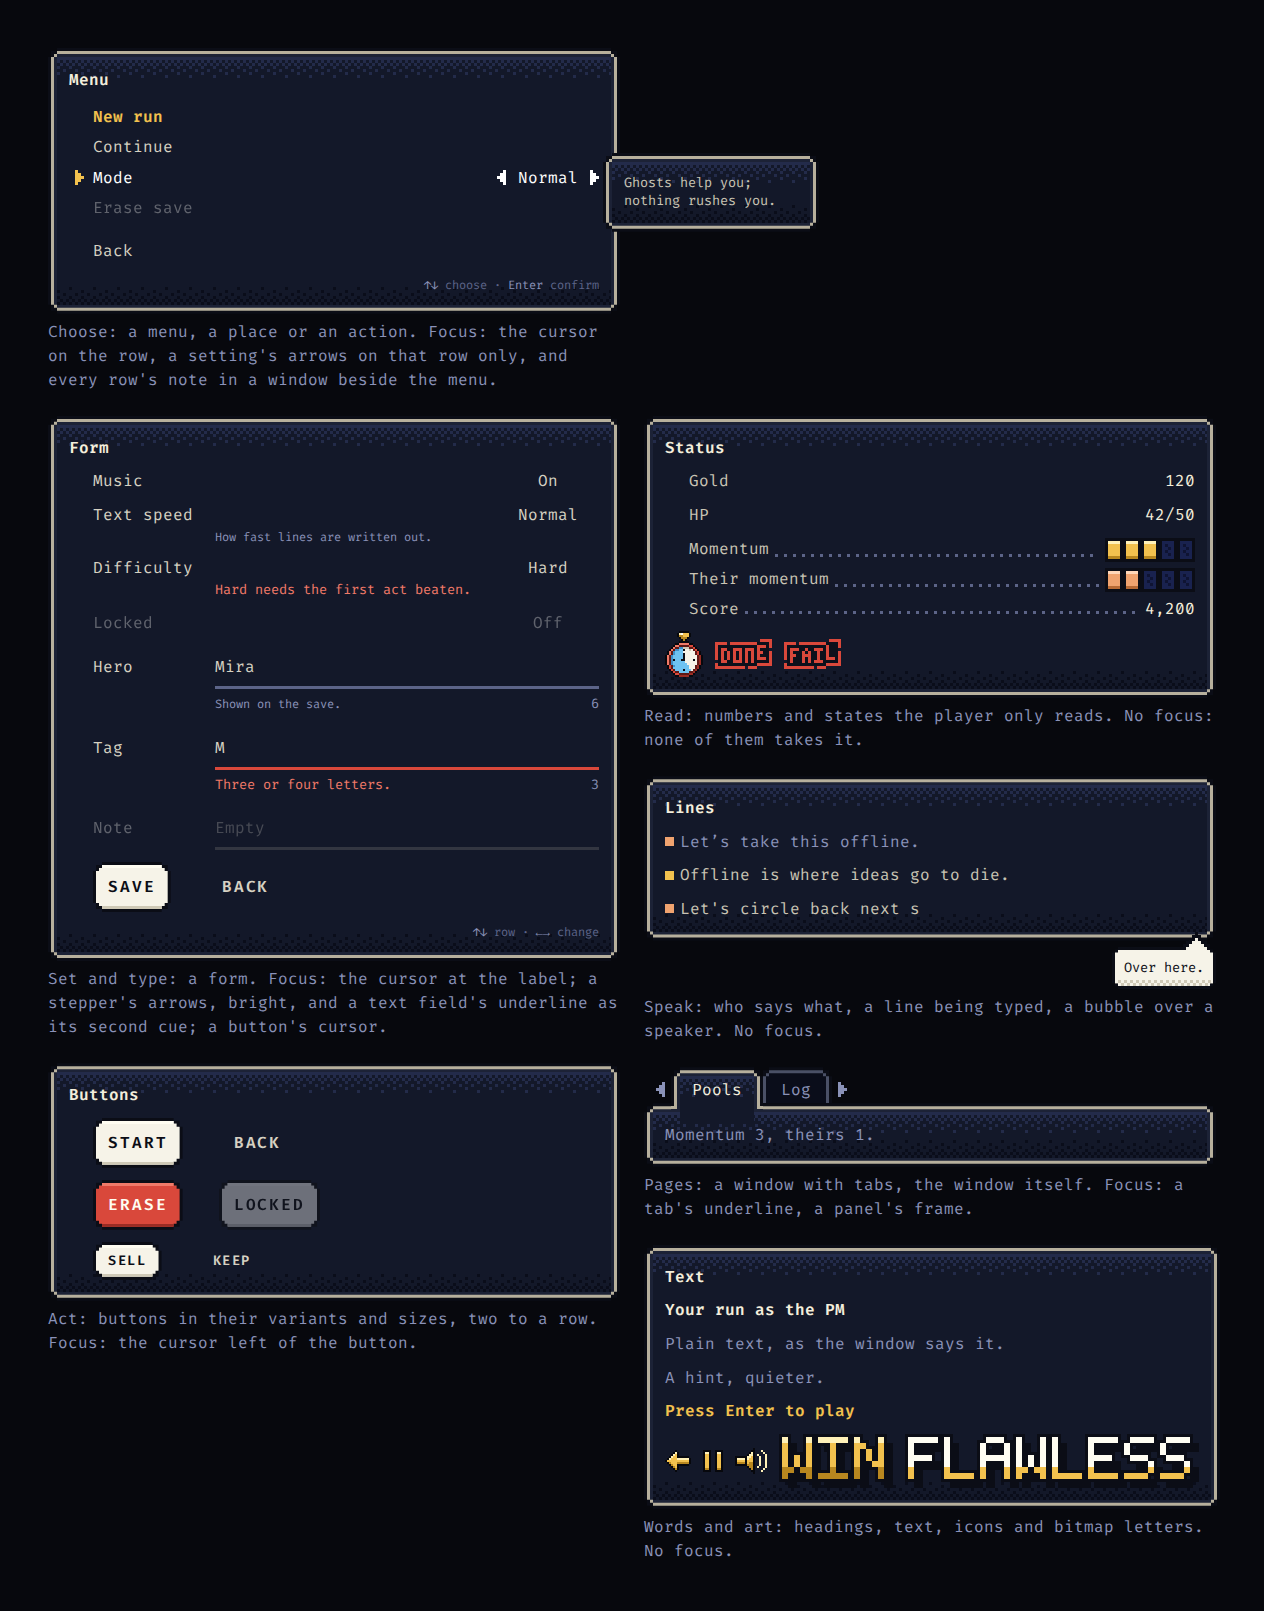 Menu
New run
Continue
Mode
Normal
Ghosts help you;
nothing rushes you.
Erase save
Back
↑↓ choose · Enter confirm
Choose: a menu, a place or an action. Focus: the cursor
on the row, a setting's arrows on that row only, and
every row's note in a window beside the menu.
Form
Music On
Text speed Normal
How fast lines are written out.
Difficulty Hard
Hard needs the first act beaten.
Locked Off
Hero Mira
Shown on the save. 6
Tag M
Three or four letters. 3
Note Empty
SAVE BACK
↑↓ row · ←→ change
Set and type: a form. Focus: the cursor at the label; a
stepper's arrows, bright, and a text field's underline as
its second cue; a button's cursor.
Buttons
START BACK
ERASE LOCKED
SELL KEEP
Act: buttons in their variants and sizes, two to a row.
Focus: the cursor left of the button.
Status
Gold 120
HP 42/50
Momentum
Their momentum
Score 4,200
DONE FAIL
Read: numbers and states the player only reads. No focus:
none of them takes it.
Lines
Let’s take this offline.
Offline is where ideas go to die.
Let's circle back next s
Over here.
Speak: who says what, a line being typed, a bubble over a
speaker. No focus.
Pools Log
Momentum 3, theirs 1.
Pages: a window with tabs, the window itself. Focus: a
tab's underline, a panel's frame.
Text
Your run as the PM
Plain text, as the window says it.
A hint, quieter.
Press Enter to play
WIN FLAWLESS
Words and art: headings, text, icons and bitmap letters.
No focus.